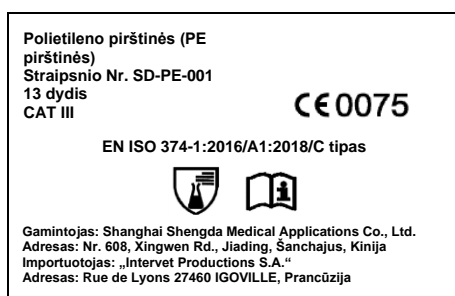 Polietileno pirštinės (PE
pirštinės)
Straipsnio Nr. SD-PE-001
13 dydis
CAT III
CE 0075
EN ISO 374-1:2016/A1:2018/C tipas
Gamintojas: Shanghai Shengda Medical Applications Co., Ltd.
Adresas: Nr. 608, Xingwen Rd., Jiading, Šanchajus, Kinija
Importuotojas: „Intervet Productions S.A.“
Adresas: Rue de Lyons 27460 IGOVILLE, Prancūzija